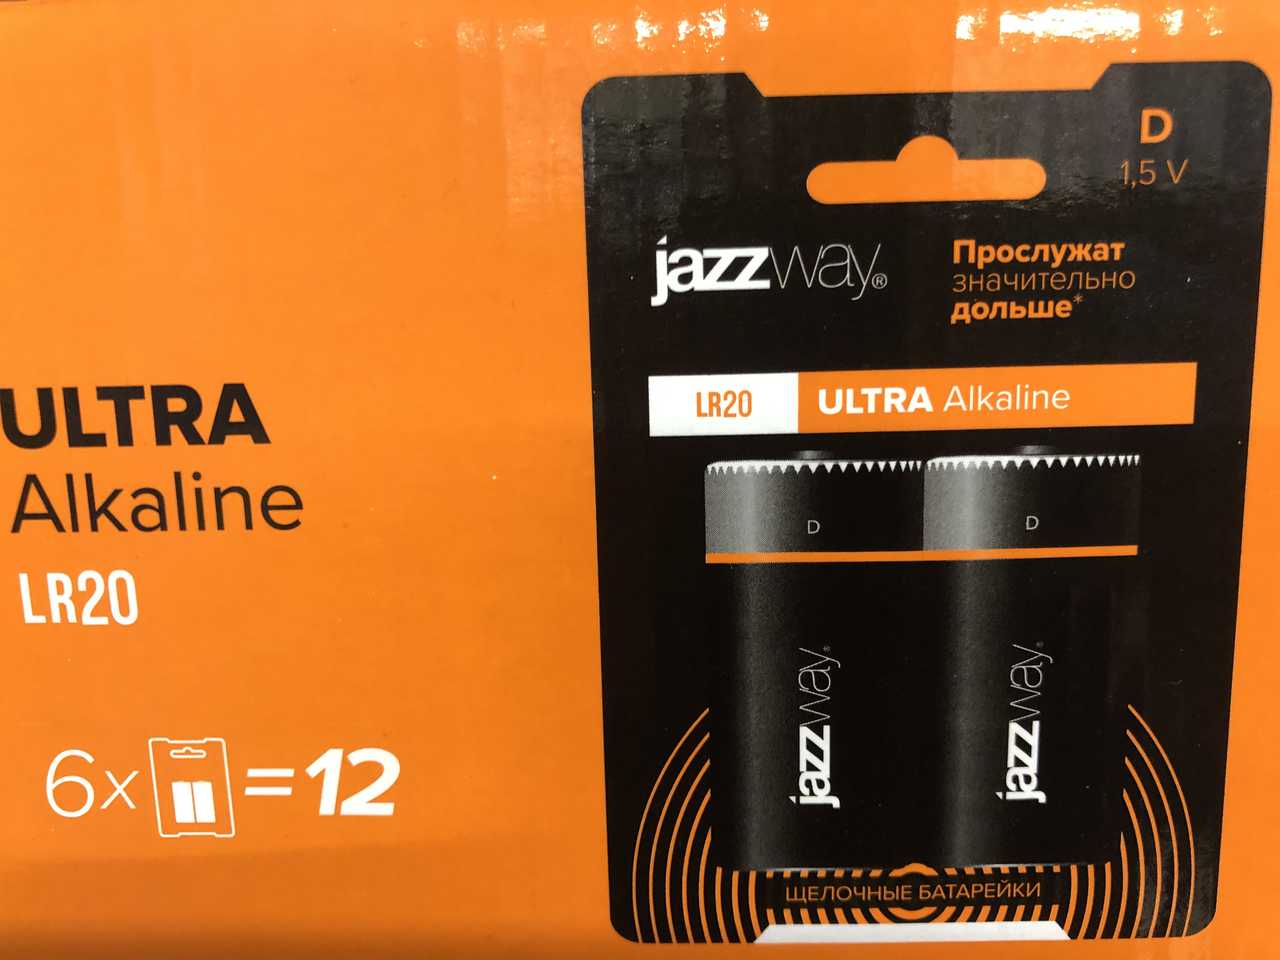 ULTRA
Alkaline
LR20
6x = 12
D
1,5 V
jazzway®
Прослужат
значительно
дольше*
LR20 ULTRA Alkaline
D
D
jazzway®
jazzway®
ЩЕЛОЧНЫЕ БАТАРЕЙКИ